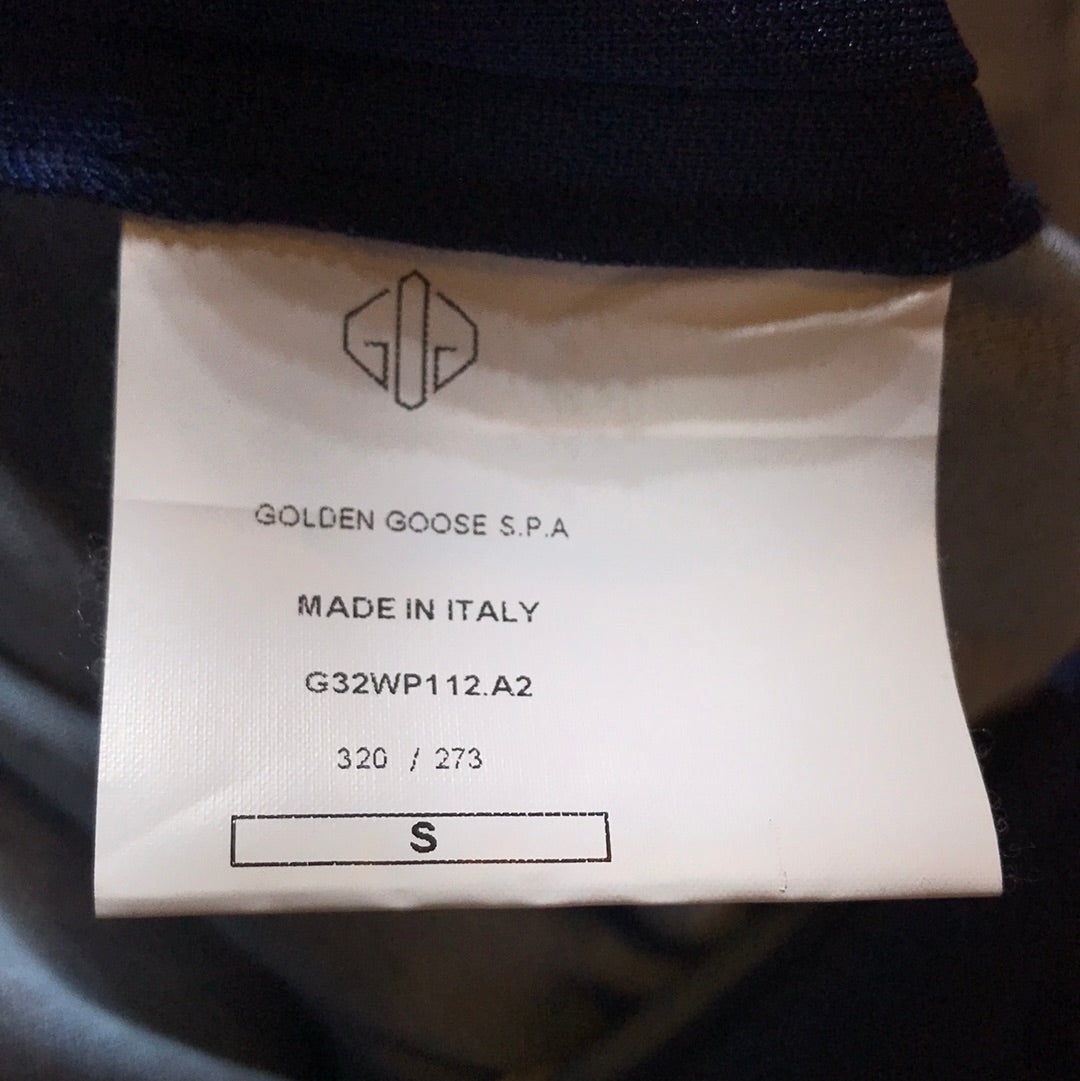 GOLDEN GOOSE S.P.A
MADE IN ITALY
G32WP112.A2
320 / 273
S